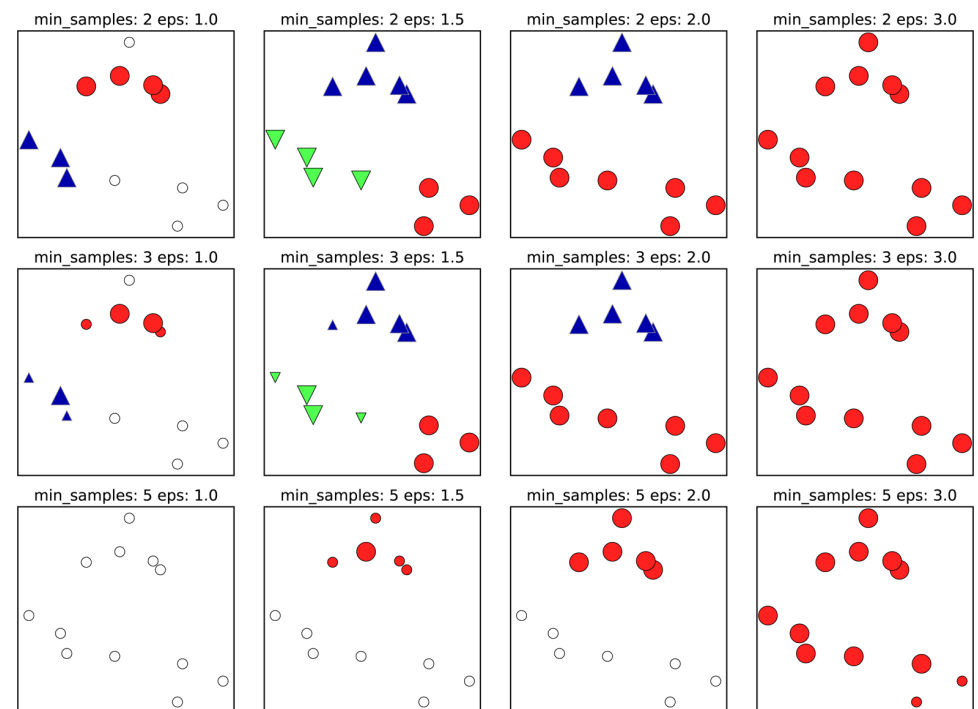 min_samples: 2 eps: 1.0
min_samples: 2 eps: 1.5
min_samples: 2 eps: 2.0
min_samples: 2 eps: 3.0
min_samples: 3 eps: 1.0
min_samples: 3 eps: 1.5
min_samples: 3 eps: 2.0
min_samples: 3 eps: 3.0
min_samples: 5 eps: 1.0
min_samples: 5 eps: 1.5
min_samples: 5 eps: 2.0
min_samples: 5 eps: 3.0